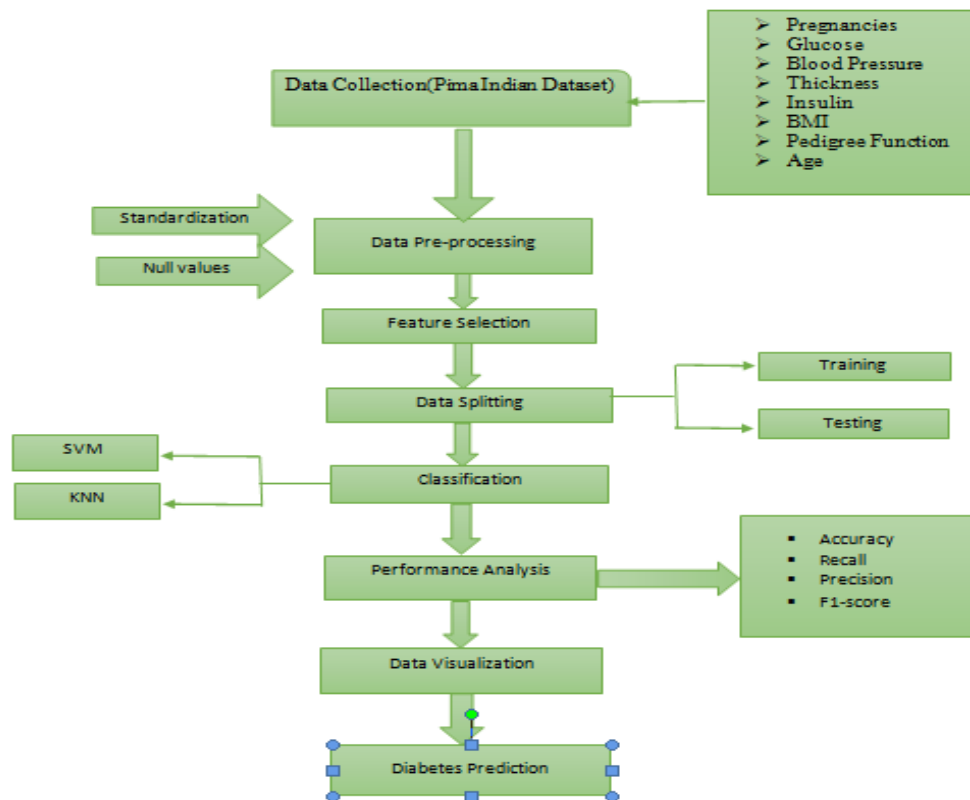 Pregnancies
Glucose
Blood Pressure
Thickness
Insulin
BMI
Pedigree Function
Age
Data Collection(Pima Indian Dataset)
Standardization
Null values
Data Pre-processing
Feature Selection
Data Splitting
Training
Testing
Classification
SVM
KNN
Performance Analysis
Accuracy
Recall
Precision
F1-score
Data Visualization
Diabetes Prediction